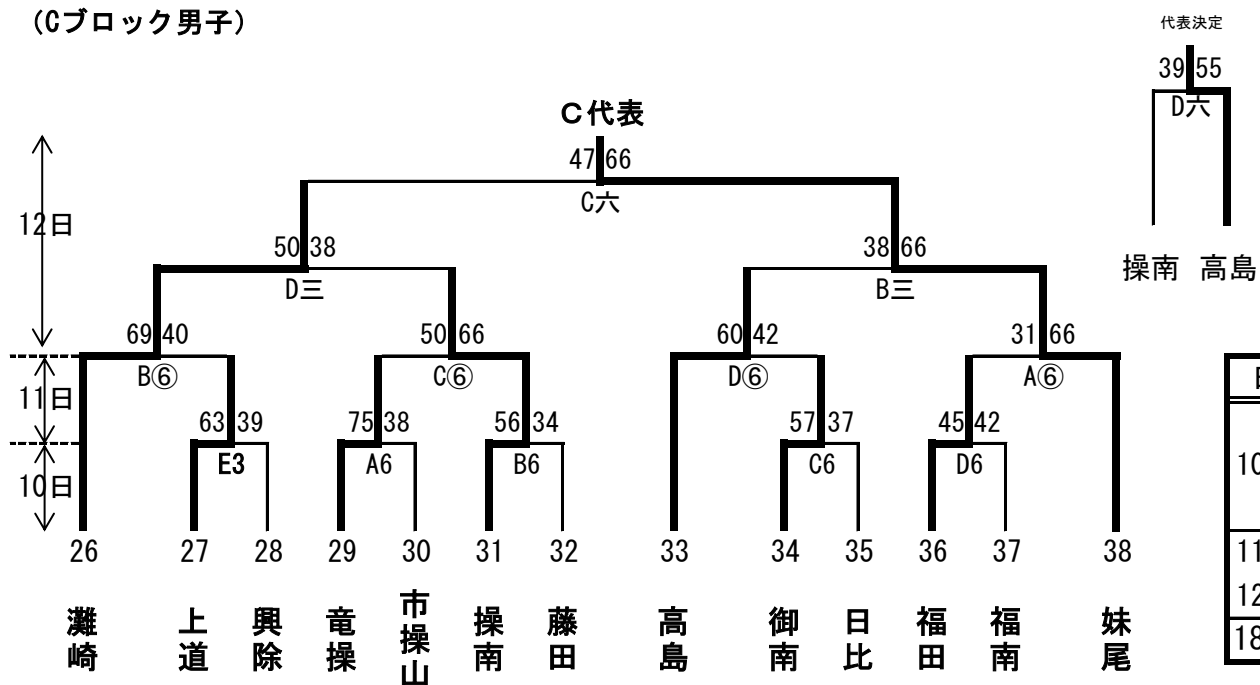 (Cブロック男子)
代表決定
39 55
D六
操南 高島
C代表
47 66
C六
12日
50 38
D三
38 66
B三
69 40
B⑥
50 66
C⑥
60 42
D⑥
31 66
A⑥
11日
63 39
E3
75 38
A6
56 34
B6
57 37
C6
45 42
D6
10日
26 27 28 29 30 31 32 33 34 35 36 37 38
灘崎
上道
興除
竜操
市操山
操南
藤田
高島
御南
日比
福田
福南
妹尾
10
11
12
18